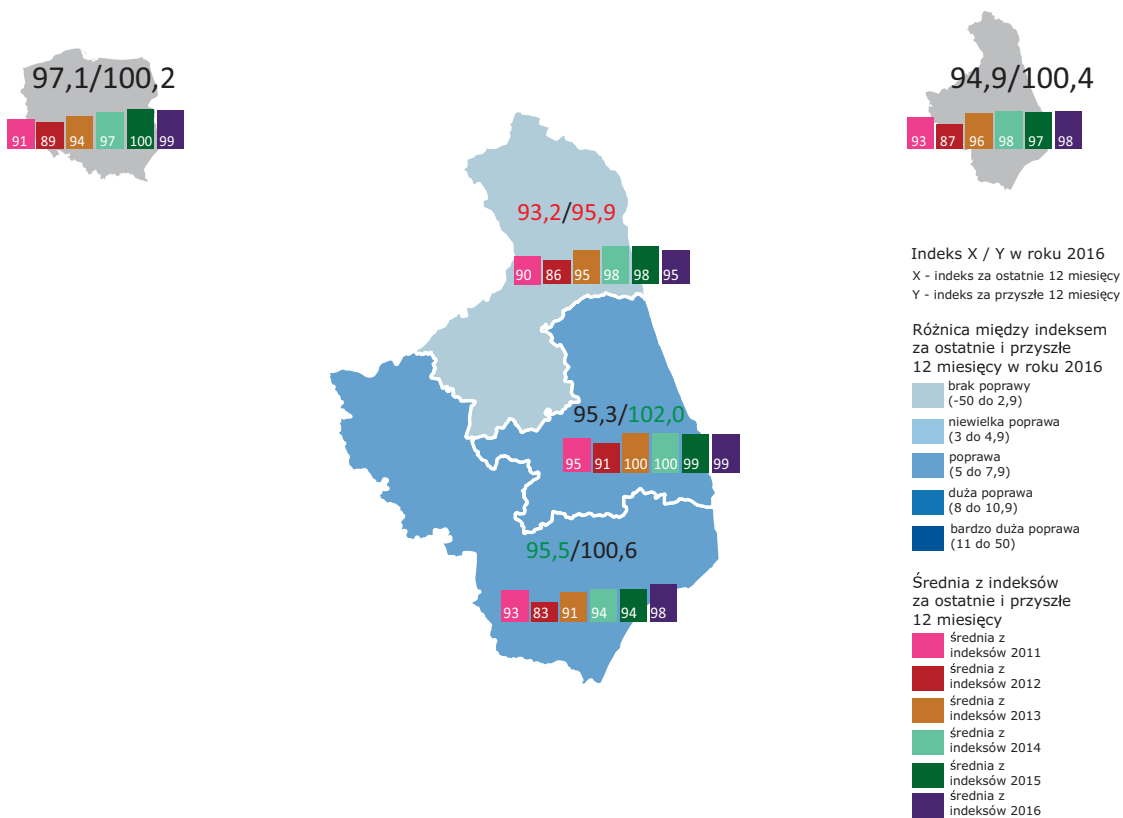 97,1/100,2
91 89 94 97 100 99
94,9/100,4
93 87 96 98 97 98
93,2/95,9
90 86 95 98 98 95
95,3/102,0
95 91 100 100 99 99
95,5/100,6
93 83 91 94 94 98
Indeks X / Y w roku 2016
X - indeks za ostatnie 12 miesięcy
Y - indeks za przyszłe 12 miesięcy
Różnica między indeksem
za ostatnie i przyszłe
12 miesięcy w roku 2016
brak poprawy
(-50 do 2,9)
niewielka poprawa
(3 do 4,9)
poprawa
(5 do 7,9)
duża poprawa
(8 do 10,9)
bardzo duża poprawa
(11 do 50)
Średnia z indeksów
za ostatnie i przyszłe
12 miesięcy
średnia z
indeksów 2011
średnia z
indeksów 2012
średnia z
indeksów 2013
średnia z
indeksów 2014
średnia z
indeksów 2015
średnia z
indeksów 2016